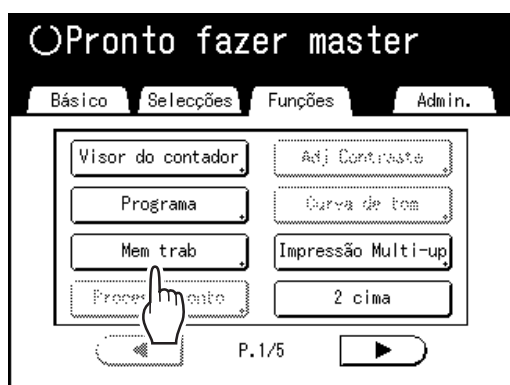 Pronto fazer master
Básico Selecções Funções Admin.
Visor do contador Adj Contraste
Programa Curva de tom
Mem trab Impressão Multi-up
2 cima
P.1/5